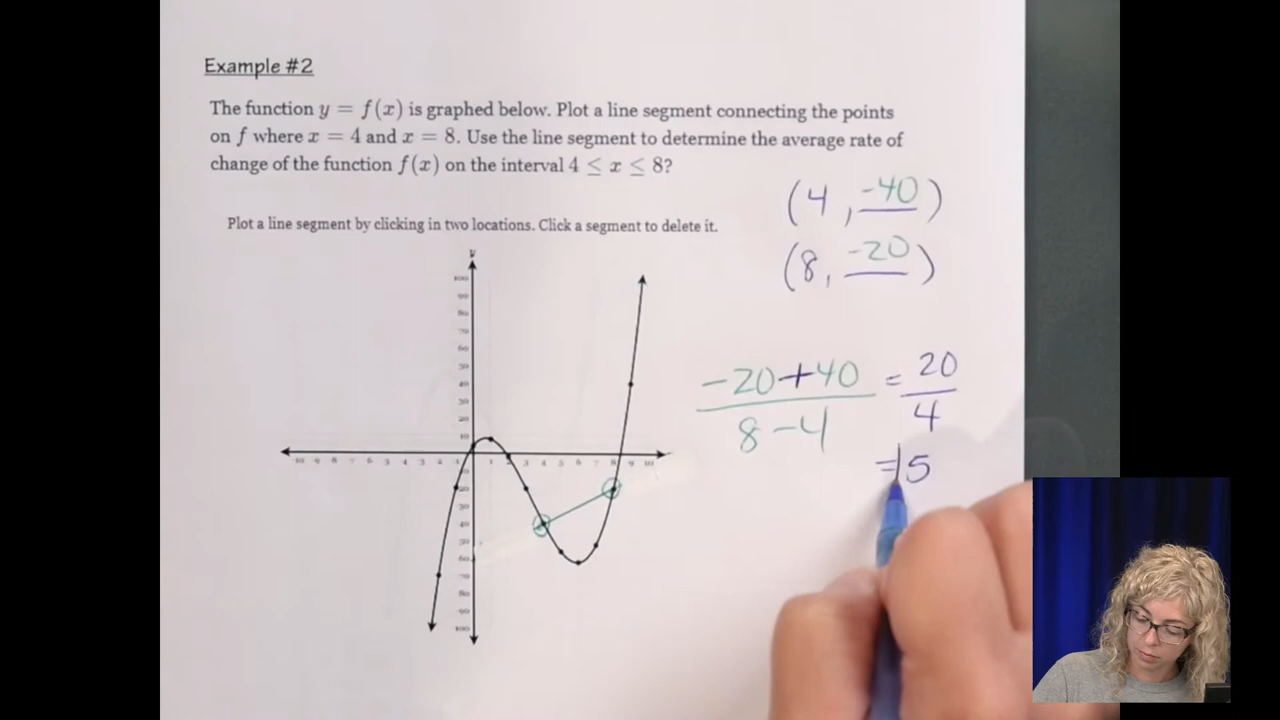 Example #2
The function y = f(x) is graphed below. Plot a line segment connecting the points
on f where x = 4 and x = 8. Use the line segment to determine the average rate of
change of the function f(x) on the interval 4 ≤ x ≤ 8?
(4, -40)
Plot a line segment by clicking in two locations. Click a segment to delete it.
(8, -20)
y
-20+40 = 20
8-4 4
=5